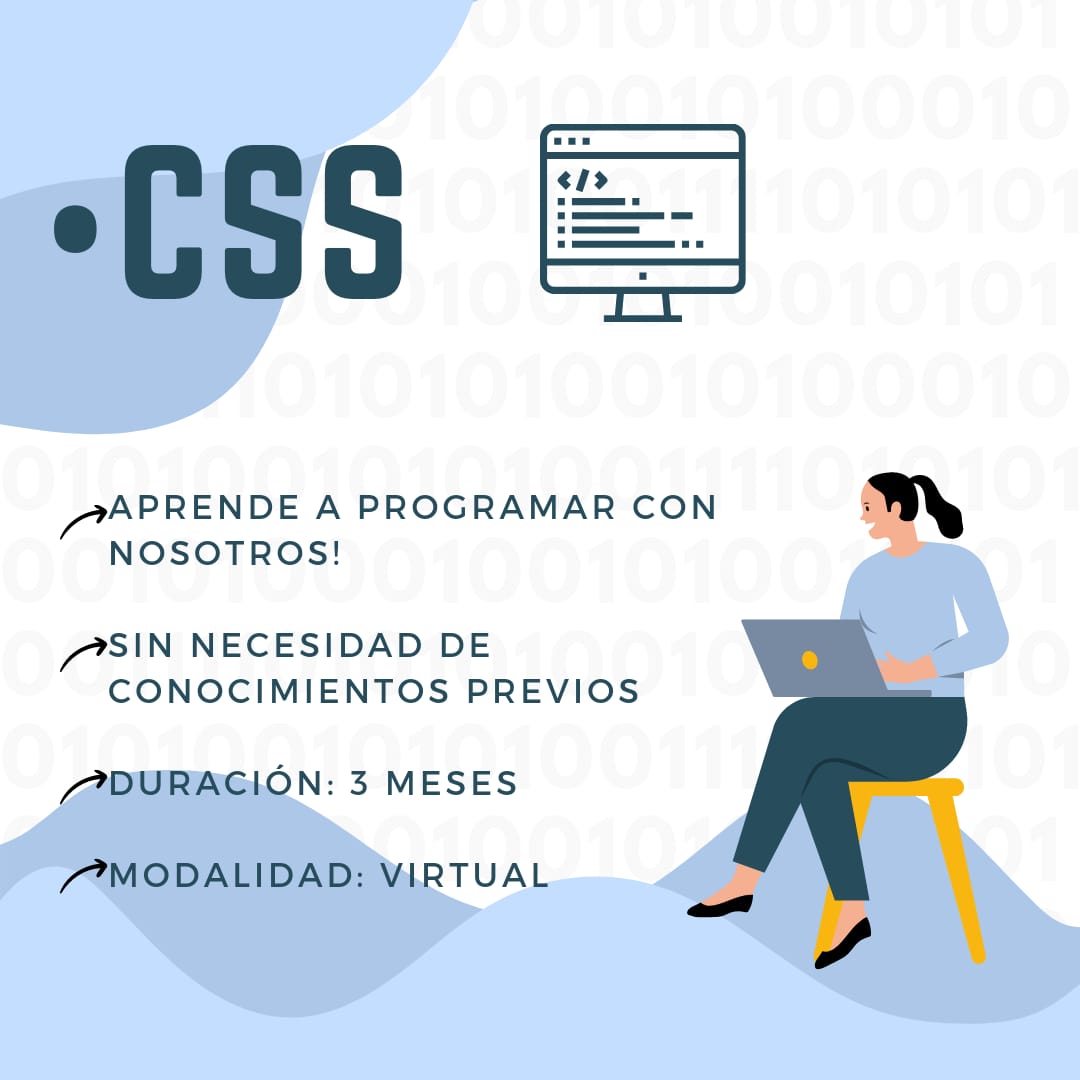 •CSS
</>
APRENDE A PROGRAMAR CON
NOSOTROS!
SIN NECESIDAD DE
CONOCIMIENTOS PREVIOS
DURACIÓN: 3 MESES
MODALIDAD: VIRTUAL